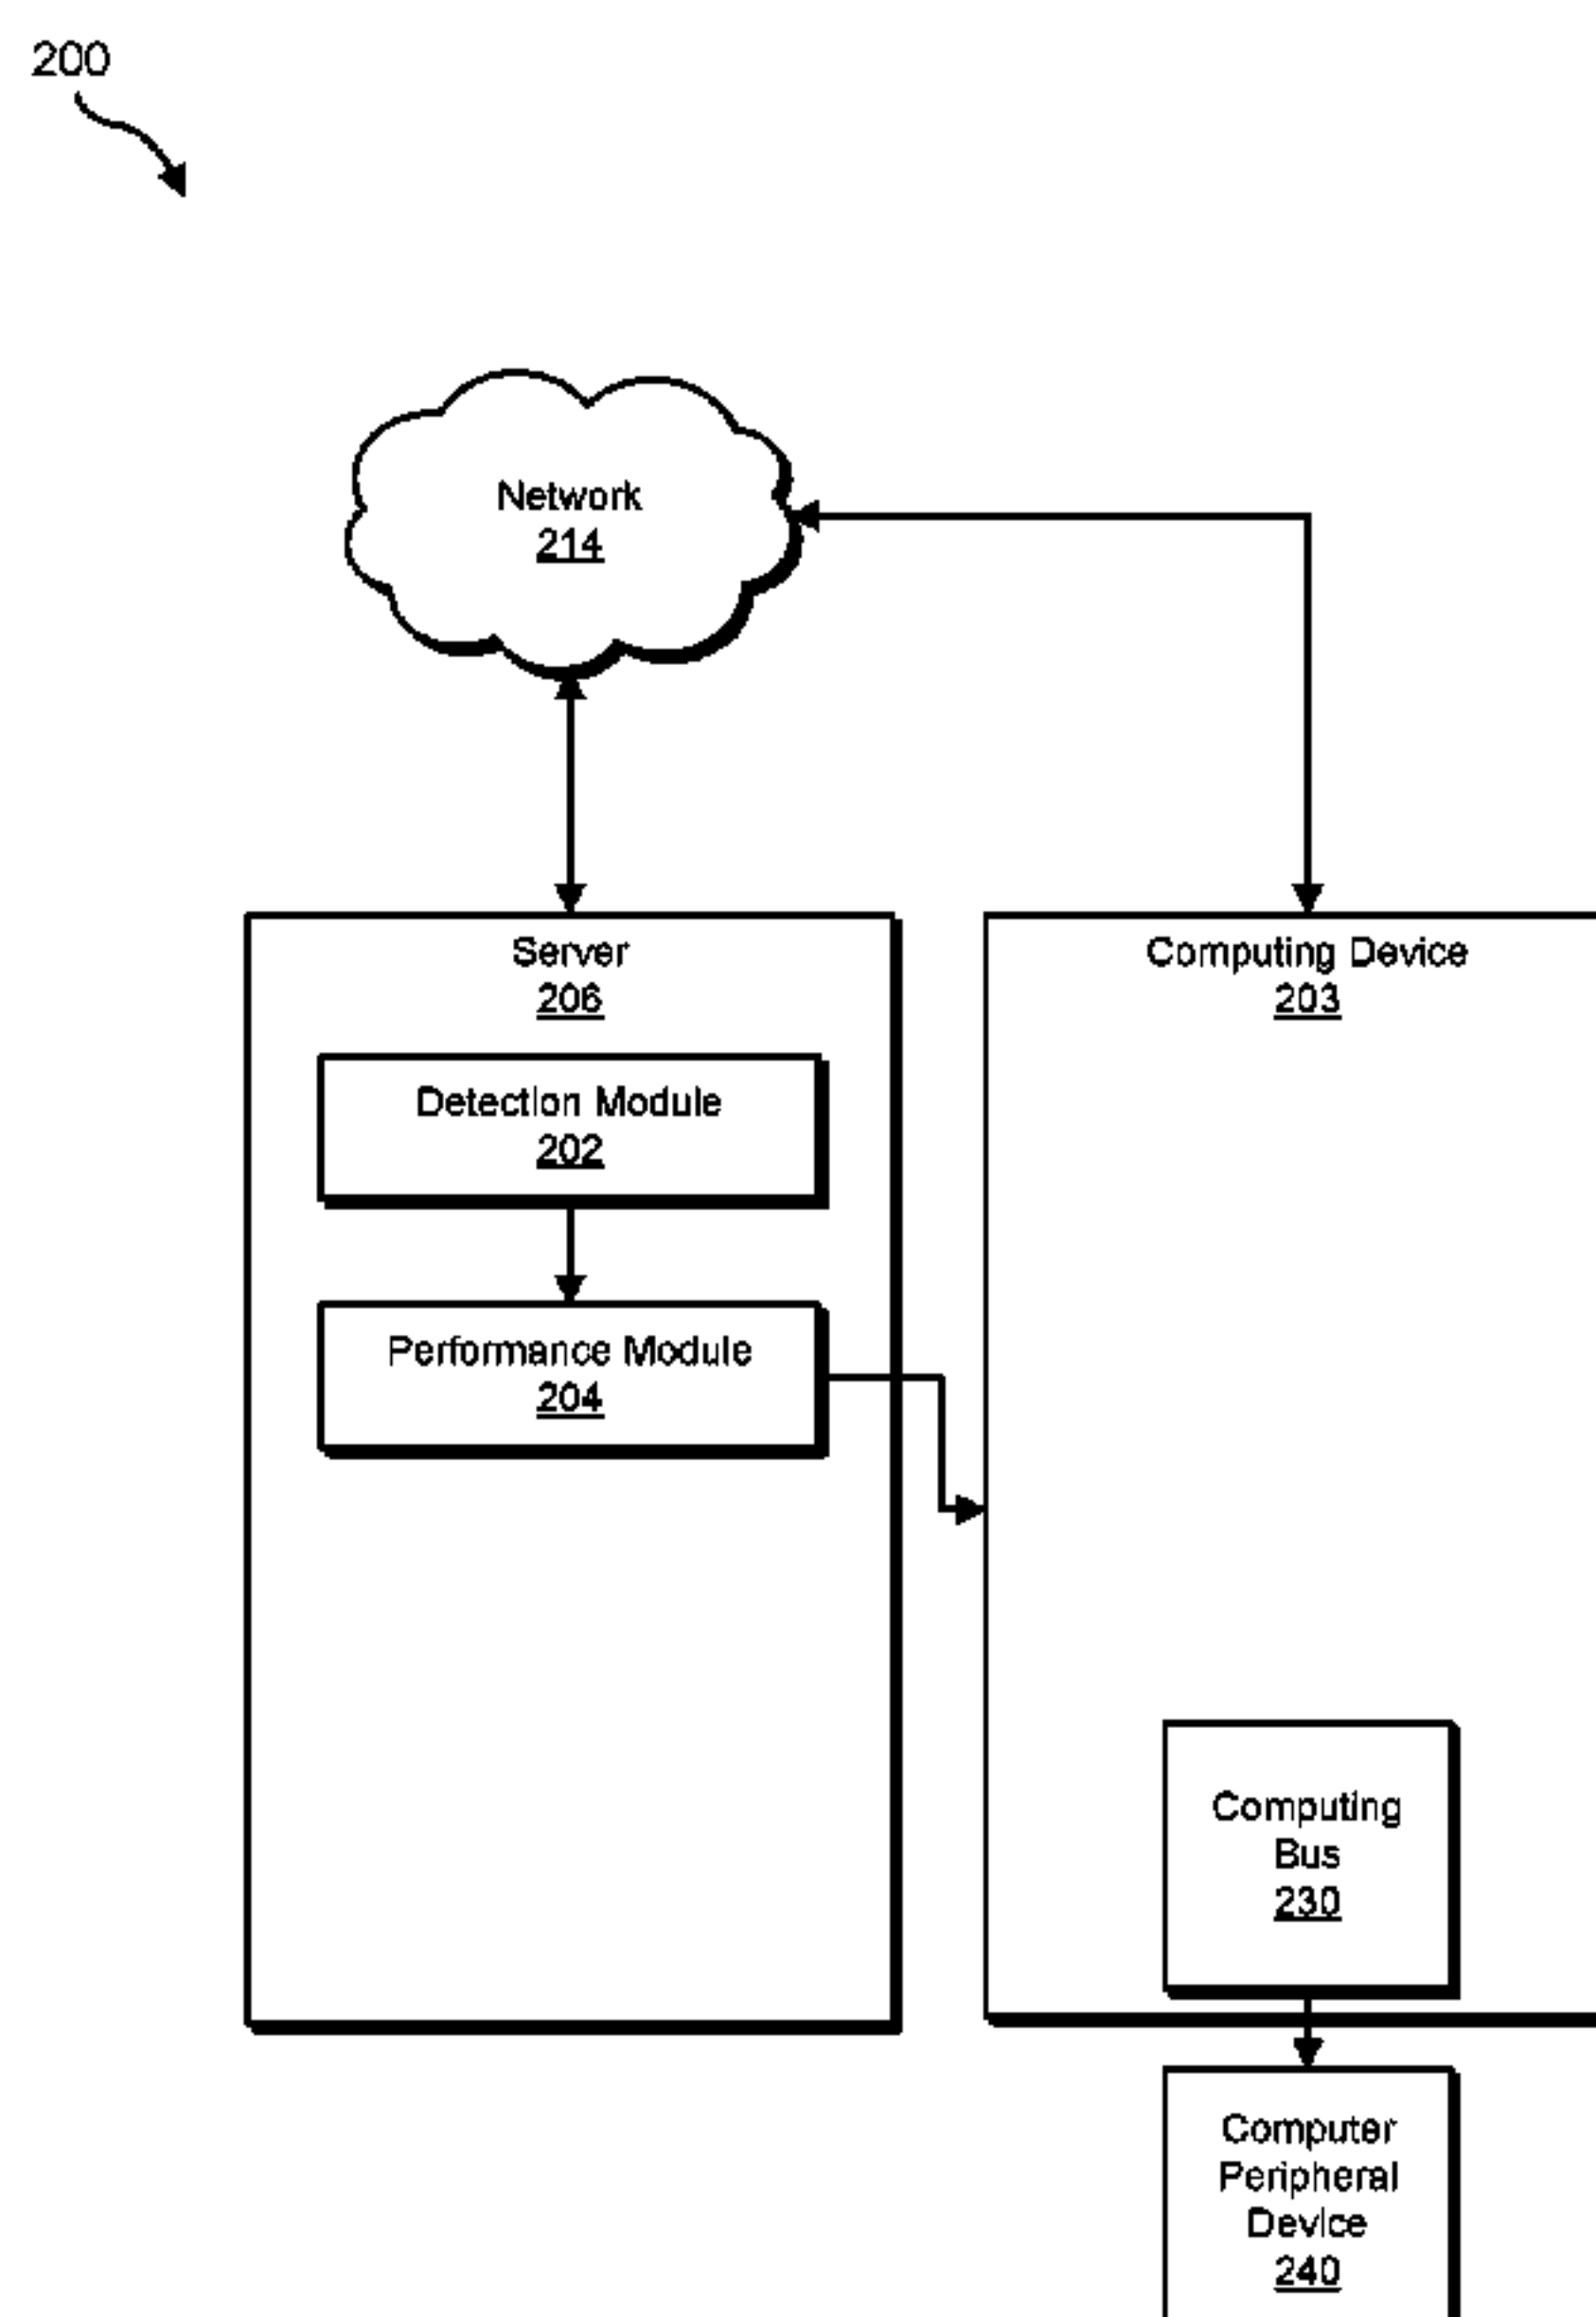 200
Network
214
Server
206
Computing Device
203
Detection Module
202
Performance Module
204
Computing
Bus
230
Computer
Peripheral
Device
240